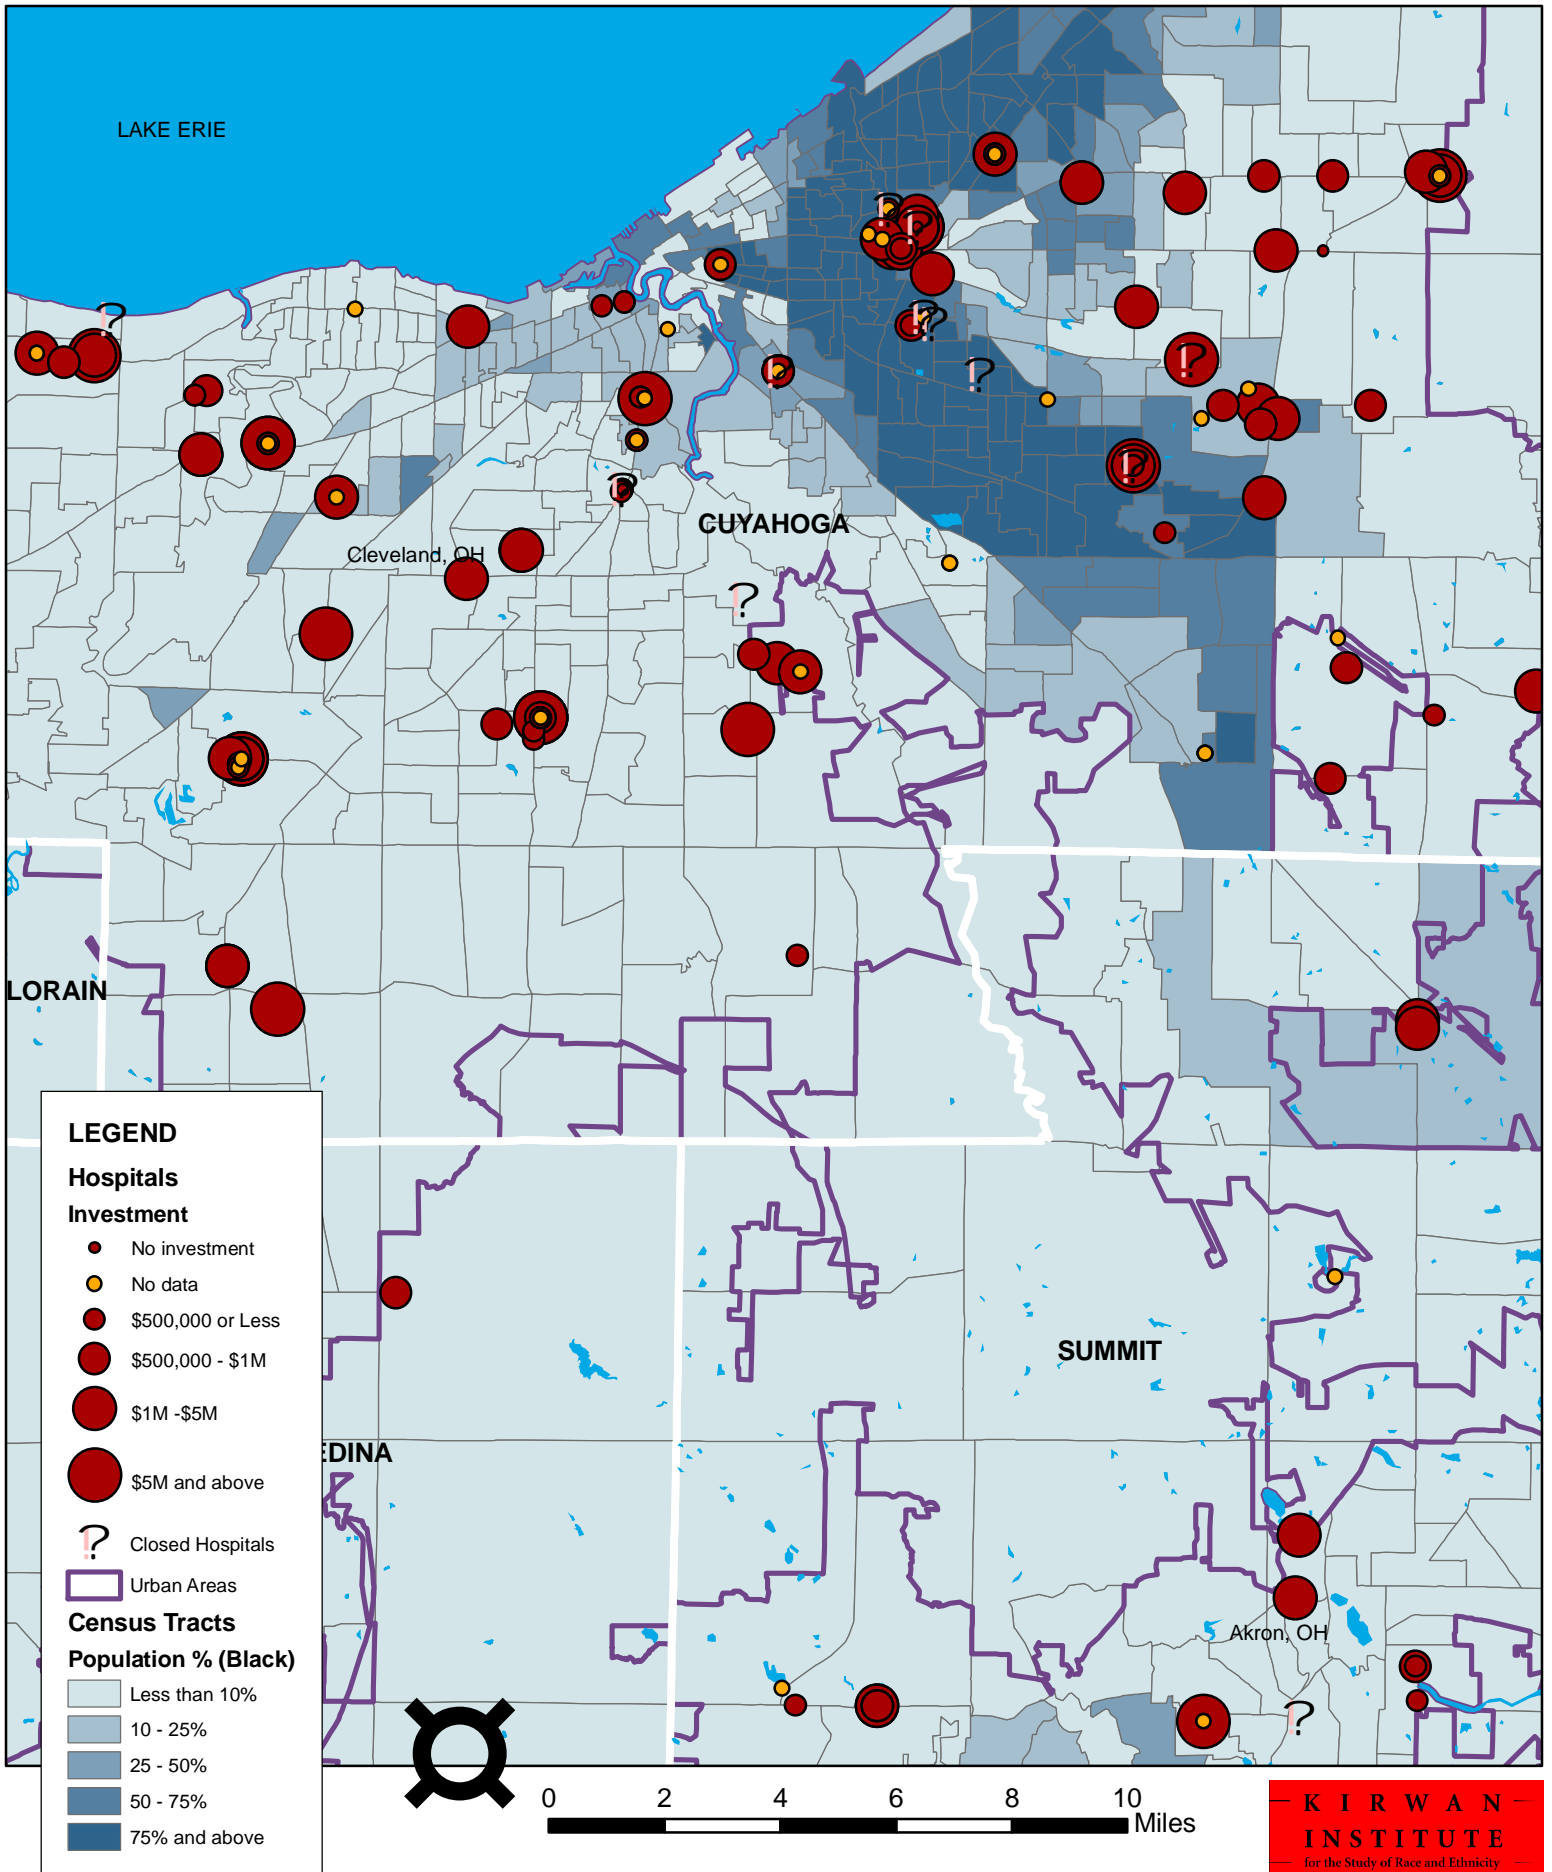 LAKE ERIE
CUYAHOGA
Cleveland, OH
LORAIN
SUMMIT
EDINA
Akron, OH
LEGEND
Hospitals
Investment
No investment
No data
$500,000 or Less
$500,000 - $1M
$1M -$5M
$5M and above
Closed Hospitals
Urban Areas
Census Tracts
Population % (Black)
Less than 10%
10 - 25%
25 - 50%
50 - 75%
75% and above
0 2 4 6 8 10
Miles
KIRWAN
INSTITUTE
for the Study of Race and Ethnicity